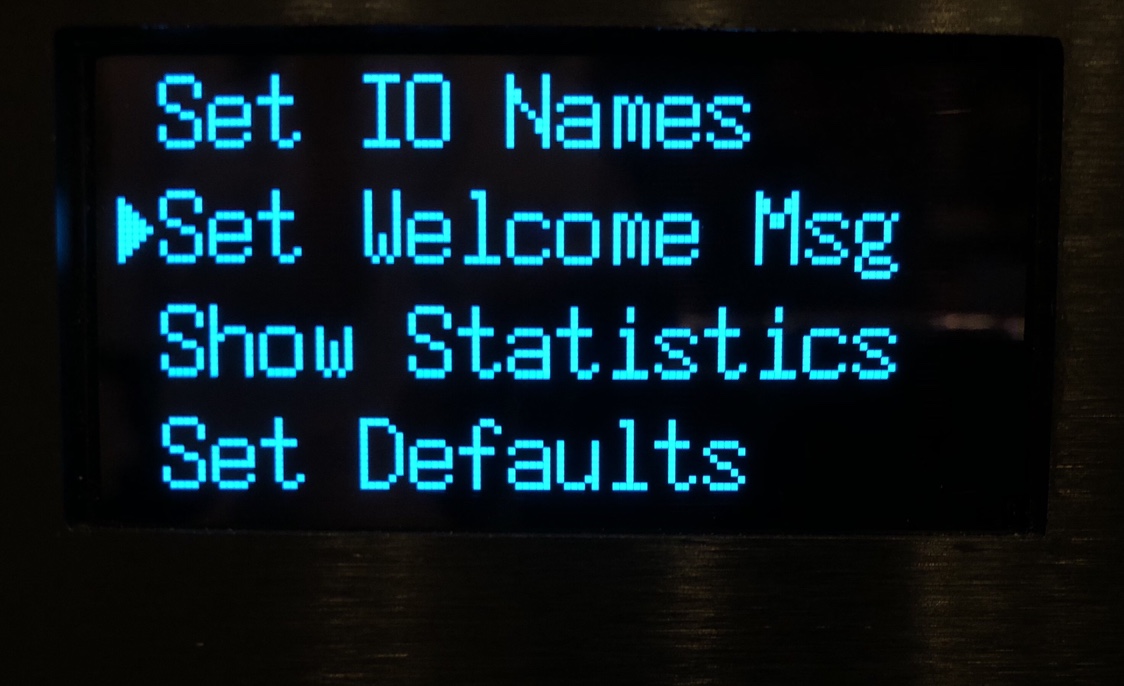 Set IO Names
Set Welcome Msg
Show Statistics
Set Defaults